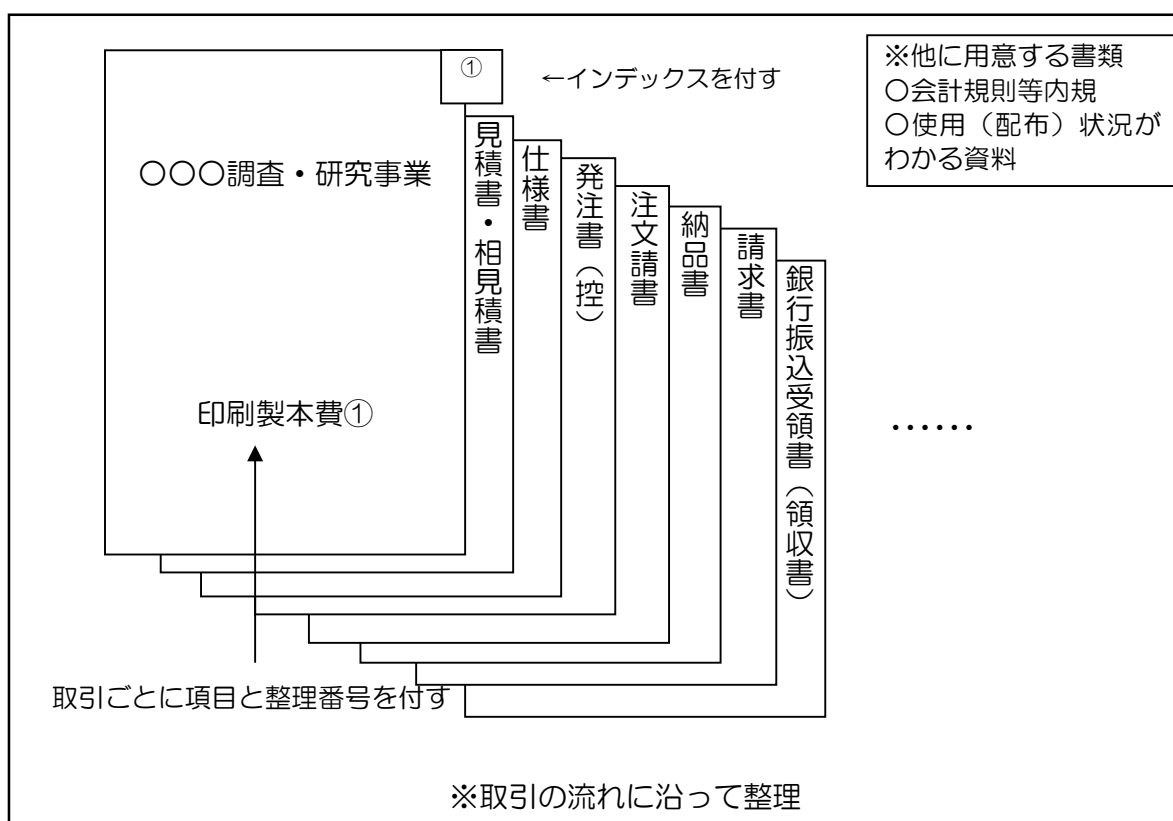 ①
←インデックスを付す
※他に用意する書類
〇会計規則等内規
〇使用（配布）状況が
わかる資料
〇〇〇調査・研究事業
見積書・相見積書
仕様書
発注書（控）
注文請書
納品書
請求書
銀行振込受領書（領収書）
印刷製本費①
……
取引ごとに項目と整理番号を付す
※取引の流れに沿って整理